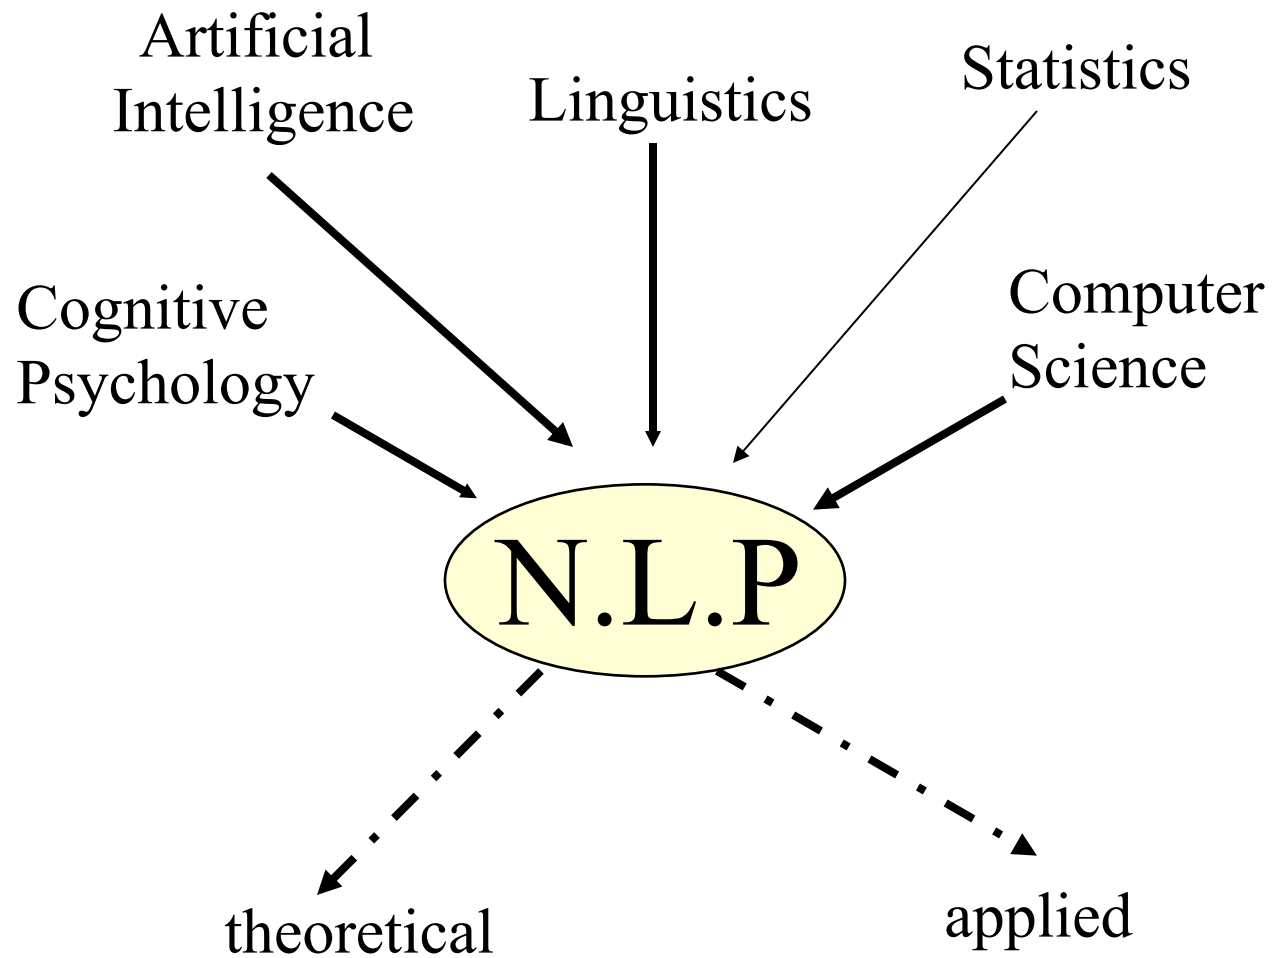 Artificial
Intelligence
Linguistics
Statistics
Cognitive
Psychology
Computer
Science
N.L.P
theoretical
applied